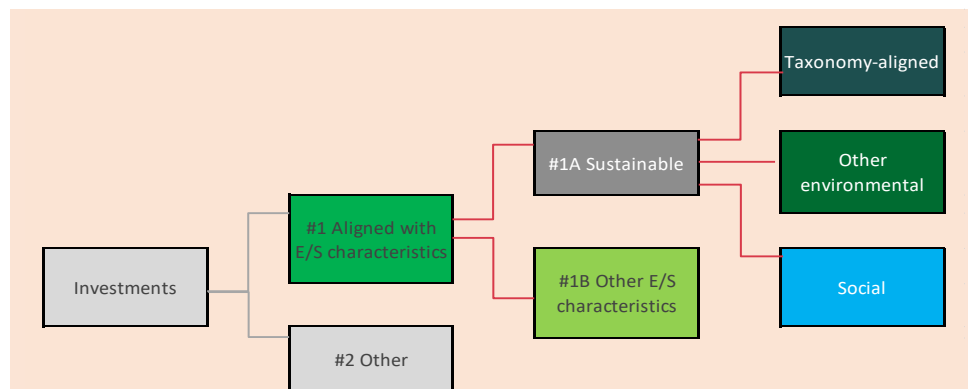 Investments
#1 Aligned with
E/S characteristics
#2 Other
#1A Sustainable
#1B Other E/S
characteristics
Taxonomy-aligned
Other
environmental
Social